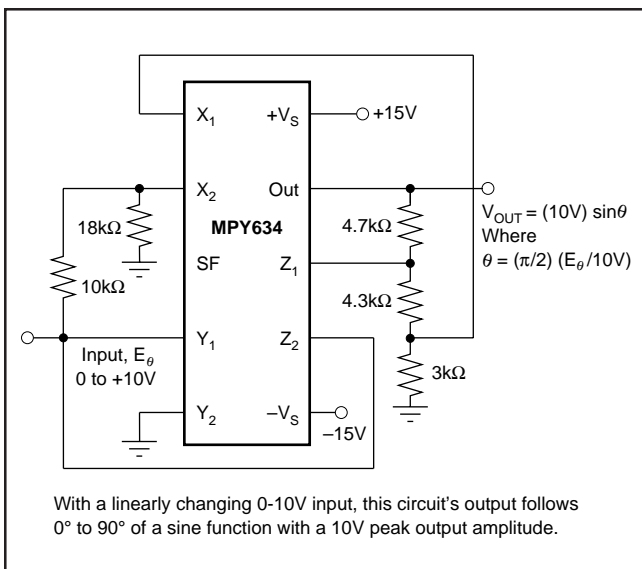 X1
+VS
+15V
X2
Out
18kΩ
MPY634
4.7kΩ
VOUT = (10V) sinθ
Where
θ = (π/2) (Eθ/10V)
SF
Z1
10kΩ
4.3kΩ
Y1
Z2
Input, Eθ
0 to +10V
3kΩ
Y2
–VS
–15V
With a linearly changing 0-10V input, this circuit's output follows
0° to 90° of a sine function with a 10V peak output amplitude.